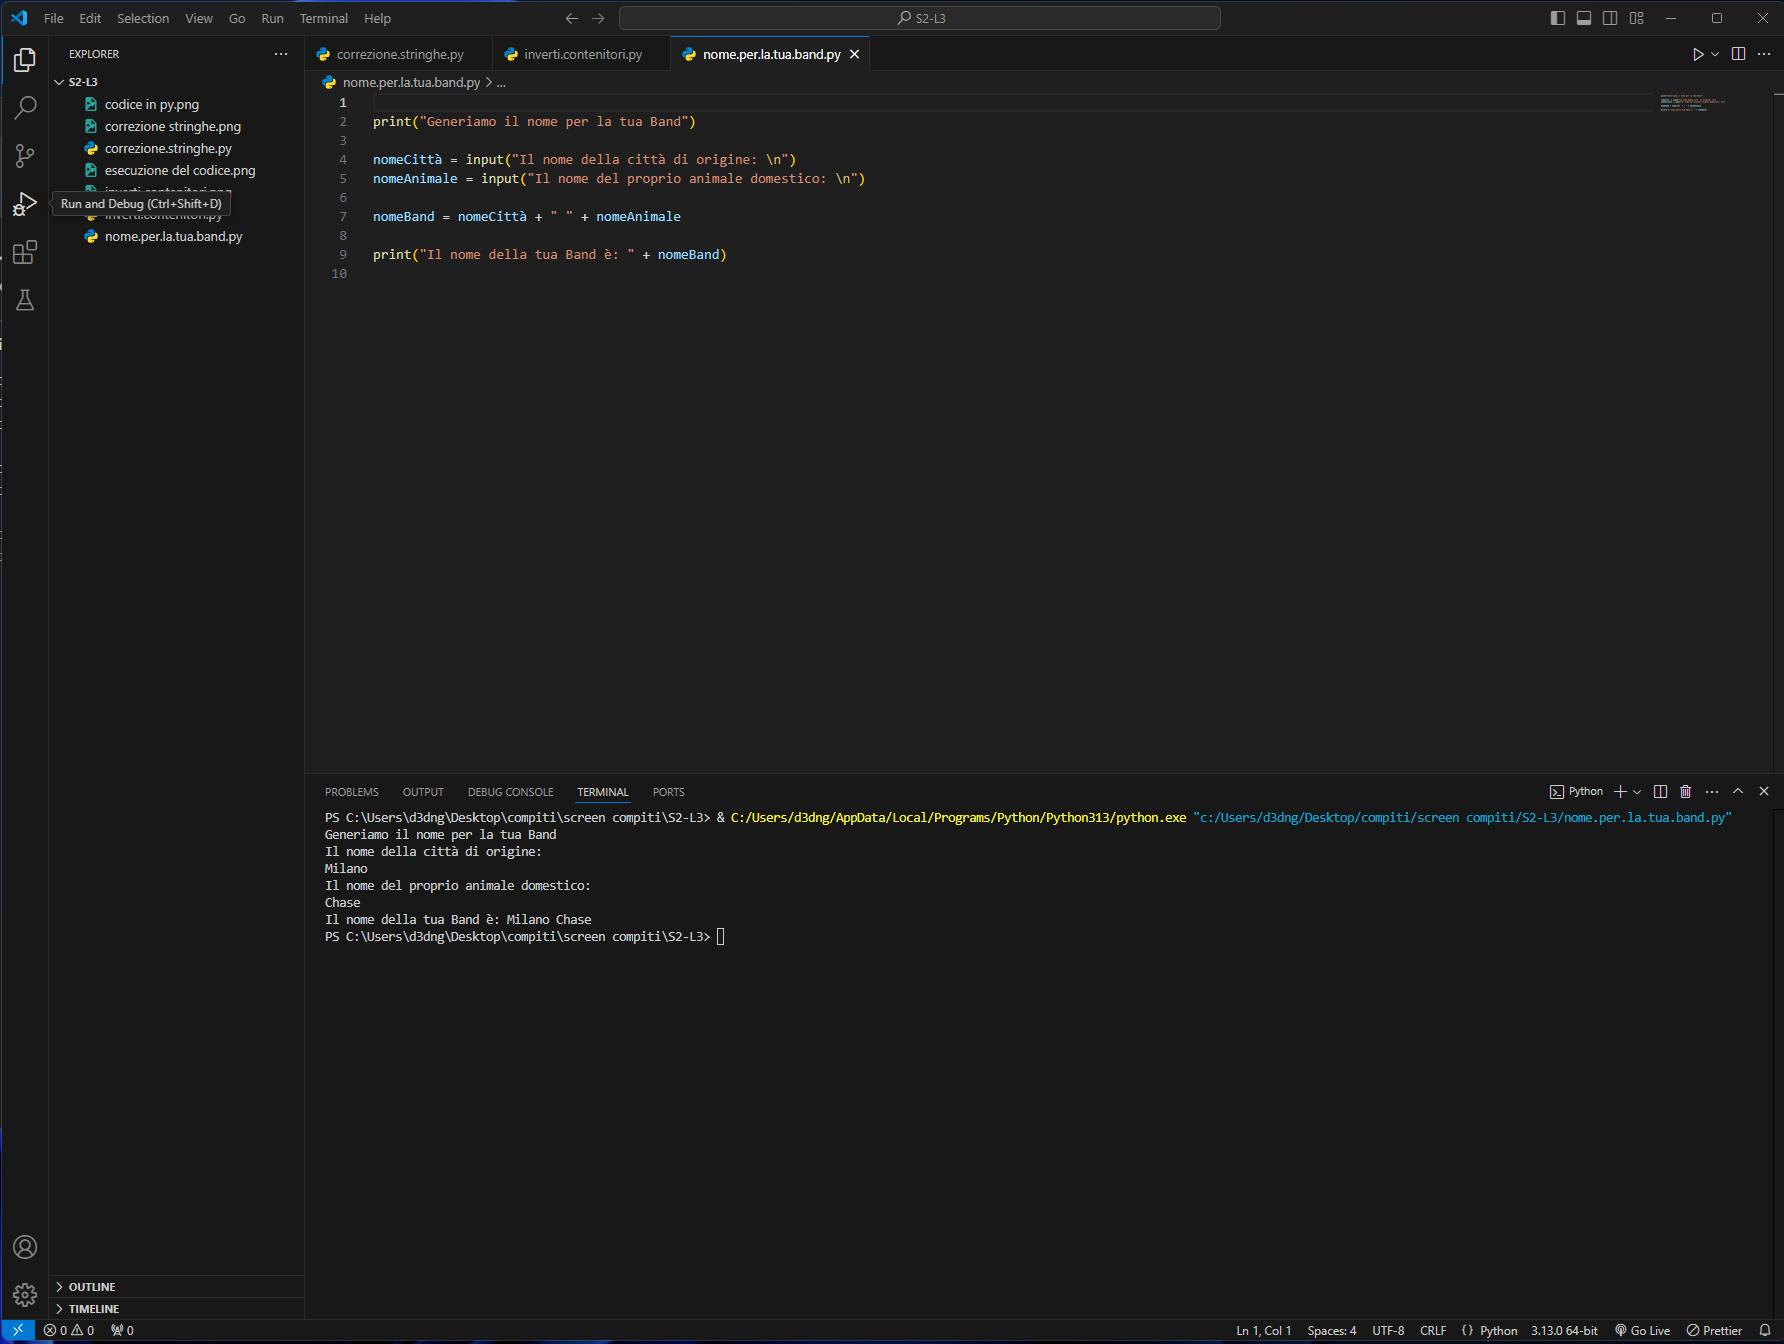 File Edit Selection View Go Run Terminal Help
S2-L3
EXPLORER
S2-L3
codice in py.png
correzione stringhe.png
correzione.stringhe.py
esecuzione del codice.png
inverti.contenitori.png
Run and Debug (Ctrl+Shift+D)
inverti.contenitori.py
nome.per.la.tua.band.py
OUTLINE
TIMELINE
correzione.stringhe.py inverti.contenitori.py nome.per.la.tua.band.py
nome.per.la.tua.band.py > ...
1
2 print("Generiamo il nome per la tua Band")
3
4 nomeCittà = input("Il nome della città di origine: \n")
5 nomeAnimale = input("Il nome del proprio animale domestico: \n")
6
7 nomeBand = nomeCittà + " " + nomeAnimale
8
9 print("Il nome della tua Band è: " + nomeBand)
10
PROBLEMS OUTPUT DEBUG CONSOLE TERMINAL PORTS Python
PS C:\Users\d3dng\Desktop\compiti\screen compiti\S2-L3> & C:/Users/d3dng/AppData/Local/Programs/Python/Python313/python.exe "c:/Users/d3dng/Desktop/compiti/screen compiti/S2-L3/nome.per.la.tua.band.py"
Generiamo il nome per la tua Band
Il nome della città di origine:
Milano
Il nome del proprio animale domestico:
Chase
Il nome della tua Band è: Milano Chase
PS C:\Users\d3dng\Desktop\compiti\screen compiti\S2-L3>
0 0 0 Ln 1, Col 1 Spaces: 4 UTF-8 CRLF {} Python 3.13.0 64-bit Go Live Prettier